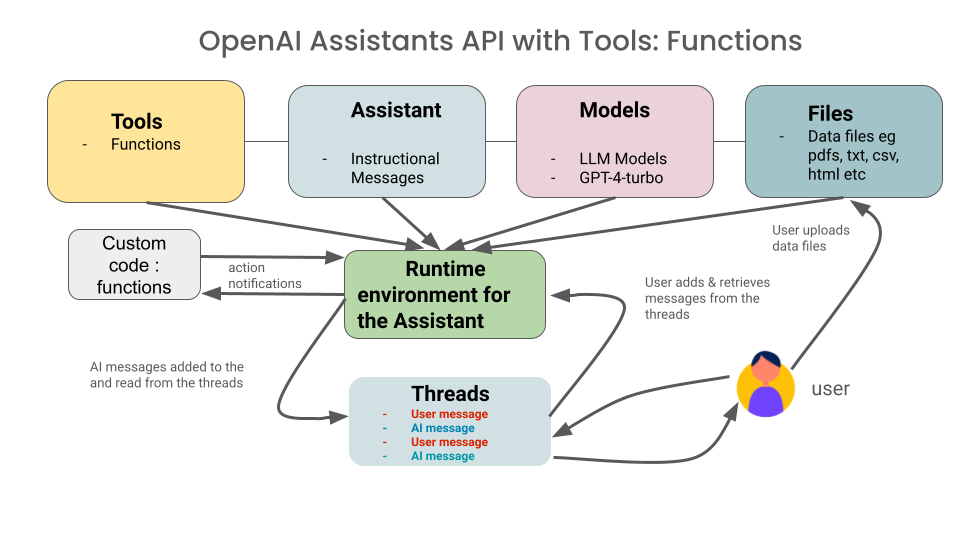 OpenAI Assistants API with Tools: Functions
Tools
- Functions
Assistant
- Instructional
Messages
Models
- LLM Models
- GPT-4-turbo
Files
- Data files eg
pdfs, txt, csv,
html etc
Custom
code :
functions
action
notifications
Runtime
environment for
the Assistant
User uploads
data files
User adds & retrieves
messages from the
threads
AI messages added to the
and read from the threads
Threads
- User message
- AI message
- User message
- AI message
user